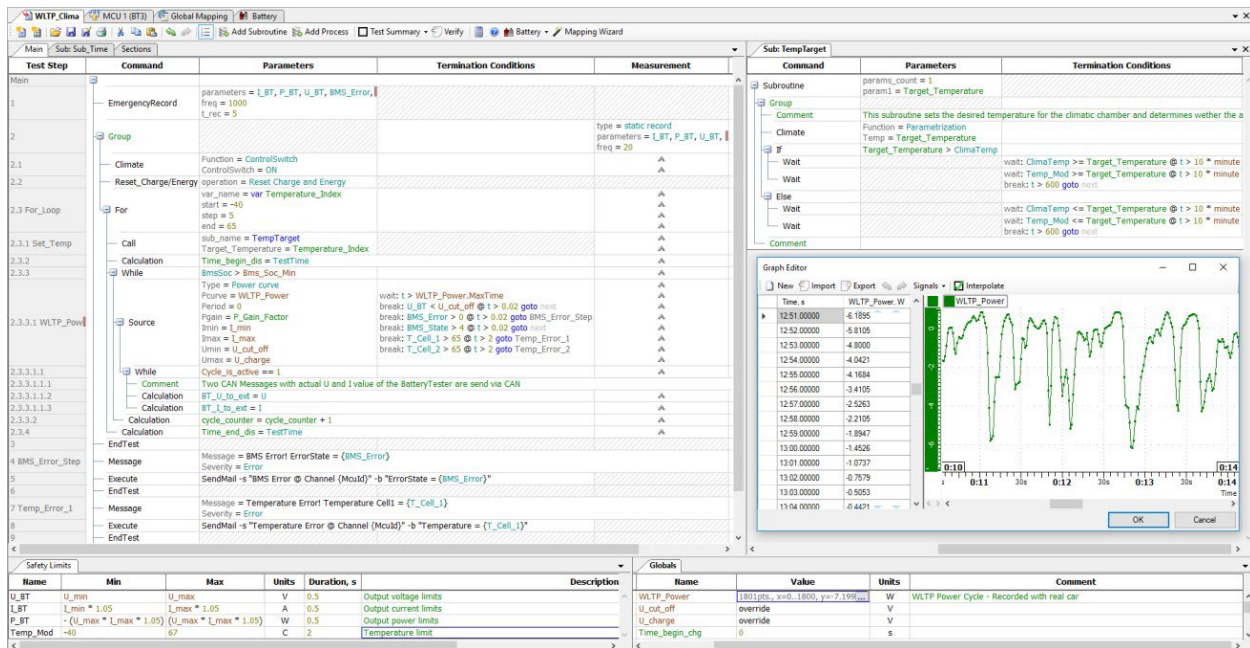 WLTP_Clima MCU 1 (BT3) Global Mapping Battery
Add Subroutine Add Process Test Summary Verify Battery Mapping Wizard
Main Sub: Sub_Time Sections
Test Step Command Parameters Termination Conditions Measurement
Main
1 EmergencyRecord parameters = I_BT, P_BT, U_BT, BMS_Error,
freq = 1000
t_rec = 5
2 Group type = static record
parameters = I_BT, P_BT, U_BT,
freq = 20
2.1 Climate Function = ControlSwitch
ControlSwitch = ON
2.2 Reset_Charge/Energy operation = Reset Charge and Energy
2.3 For_Loop For var_name = var Temperature_Index
start = -40
step = 5
end = 65
2.3.1 Set_Temp Call sub_name = TempTarget
Target_Temperature = Temperature_Index
2.3.2 Calculation Time_begin_dis = TestTime
2.3.3 While BmsSoc > Bms_Soc_Min
2.3.3.1 WLTP_Pow Source Type = Power curve
Pcurve = WLTP_Power wait: t > WLTP_Power.MaxTime
Period = 0 break: U_BT < U_cut_off @ t > 0.02 goto next
Pgain = P_Gain_Factor break: BMS_Error > 0 @ t > 0.02 goto BMS_Error_Step
Imin = I_min break: BMS_State > 4 @ t > 0.02 goto next
Imax = I_max break: T_Cell_1 > 65 @ t > 2 goto Temp_Error_1
Umin = U_cut_off break: T_Cell_2 > 65 @ t > 2 goto Temp_Error_2
Umax = U_charge
2.3.3.1.1 While Cycle_is_active == 1
2.3.3.1.1.1 Comment Two CAN Messages with actual U and I value of the BatteryTester are send via CAN
2.3.3.1.1.2 Calculation BT_U_to_ext = U
2.3.3.1.1.3 Calculation BT_I_to_ext = I
2.3.3.2 Calculation cycle_counter = cycle_counter + 1
2.3.4 Calculation Time_end_dis = TestTime
3 EndTest
4 BMS_Error_Step Message Message = BMS Error! ErrorState = {BMS_Error}
Severity = Error
5 Execute SendMail -s "BMS Error @ Channel {McuId}" -b "ErrorState = {BMS_Error}"
6 EndTest
7 Temp_Error_1 Message Message = Temperature Error! Temperature Cell1 = {T_Cell_1}
Severity = Error
8 Execute SendMail -s "Temperature Error @ Channel {McuId}" -b "Temperature = {T_Cell_1}"
9 EndTest
Sub: TempTarget
Command Parameters Termination Conditions
Subroutine params_count = 1
param1 = Target_Temperature
Group
Comment This subroutine sets the desired temperature for the climatic chamber and determines wether the a
Climate Function = Parametrization
Temp = Target_Temperature
If Target_Temperature > ClimaTemp
Wait wait: ClimaTemp >= Target_Temperature @ t > 10 * minute
Wait wait: Temp_Mod >= Target_Temperature @ t > 10 * minute
break: t > 600 goto next
Else
Wait wait: ClimaTemp <= Target_Temperature @ t > 10 * minute
Wait wait: Temp_Mod <= Target_Temperature @ t > 10 * minute
break: t > 600 goto next
Comment
Graph Editor
New Import Export Signals Interpolate
Time, s WLTP_Power, W
12:51.00000 -6.1895
12:52.00000 -5.8105
12:53.00000 -4.8000
12:54.00000 -4.0421
12:55.00000 -4.1684
12:56.00000 -3.4105
12:57.00000 -2.5263
12:58.00000 -2.2105
12:59.00000 -1.8947
13:00.00000 -1.4526
13:01.00000 -1.0737
13:02.00000 -0.7579
13:03.00000 -0.5053
13:04.00000 -0.4421
WLTP_Power
0:10 0:14
0:11 30s 0:12 30s 0:13 30s 0:14
Time
OK Cancel
Safety Limits
Name Min Max Units Duration, s Description
U_BT U_min U_max V 0.5 Output voltage limits
I_BT I_min * 1.05 I_max * 1.05 A 0.5 Output current limits
P_BT - (U_max * I_max * 1.05) (U_max * I_max * 1.05) W 0.5 Output power limits
Temp_Mod -40 67 C 2 Temperature limit
Globals
Name Value Units Comment
WLTP_Power 1801pts., x=0..1800, y=-7.199... W WLTP Power Cycle - Recorded with real car
U_cut_off override V
U_charge override V
Time_begin_chg 0 s